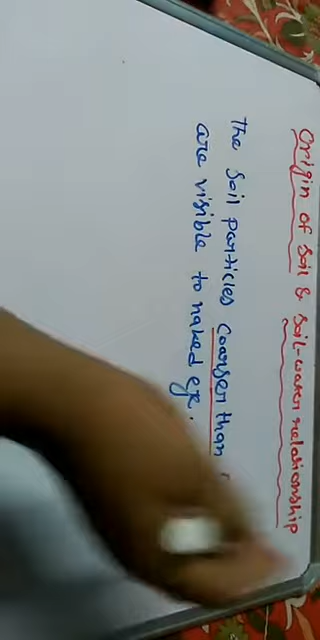 Origin of Soil & Soil-water relationship
The Soil particles Coarser than
are visible to naked eye.